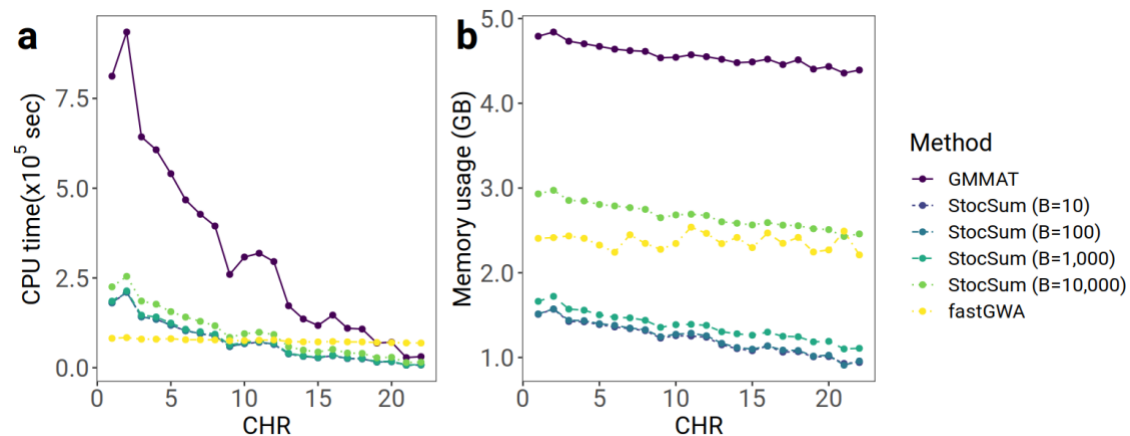 a
CPU time(x10⁵ sec)
7.5
5.0
2.5
0.0
0 5 10 15 20
CHR
b
Memory usage (GB)
5.0
4.0
3.0
2.0
1.0
0 5 10 15 20
CHR
Method
GMMAT
StocSum (B=10)
StocSum (B=100)
StocSum (B=1,000)
StocSum (B=10,000)
fastGWA